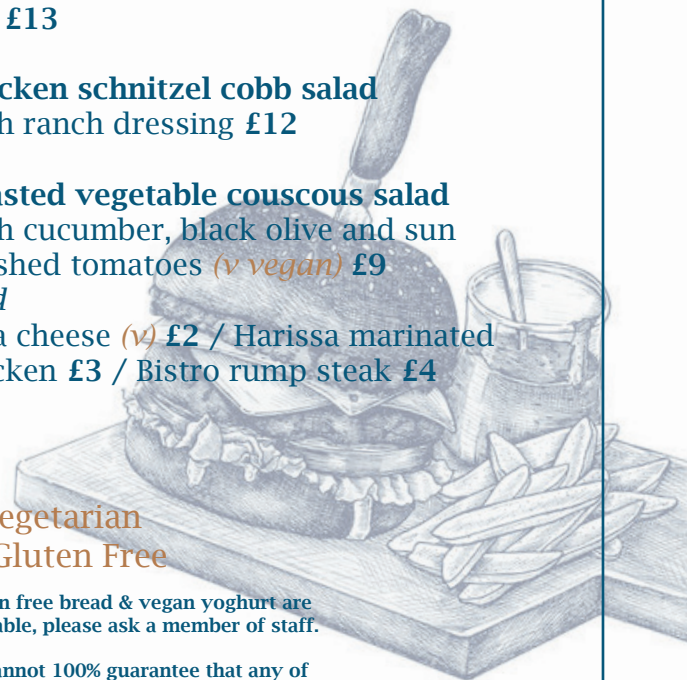 £13
cken schnitzel cobb salad
h ranch dressing £12
sted vegetable couscous salad
h cucumber, black olive and sun
shed tomatoes (v vegan) £9
d
a cheese (v) £2 / Harissa marinated
cken £3 / Bistro rump steak £4
egetarian
Gluten Free
n free bread & vegan yoghurt are
ble, please ask a member of staff.
annot 100% guarantee that any of